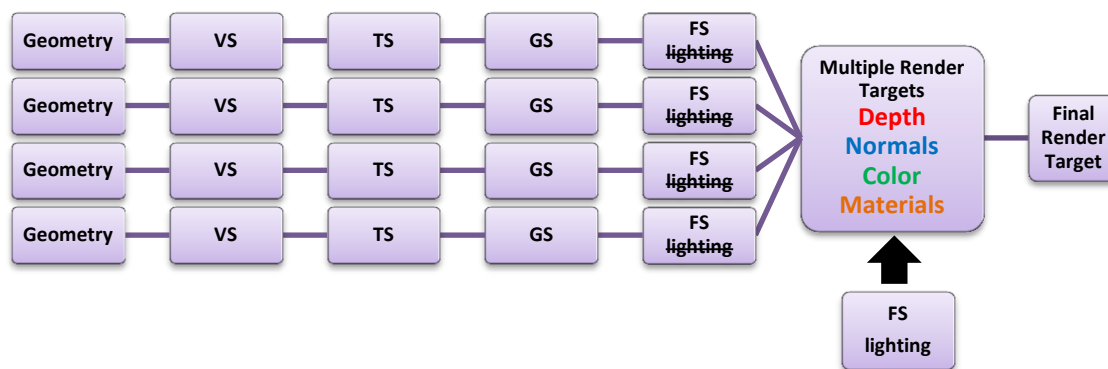 Geometry VS TS GS FS
lighting
Geometry VS TS GS FS
lighting
Geometry VS TS GS FS
lighting
Geometry VS TS GS FS
lighting
Multiple Render
Targets
Depth
Normals
Color
Materials
Final
Render
Target
FS
lighting